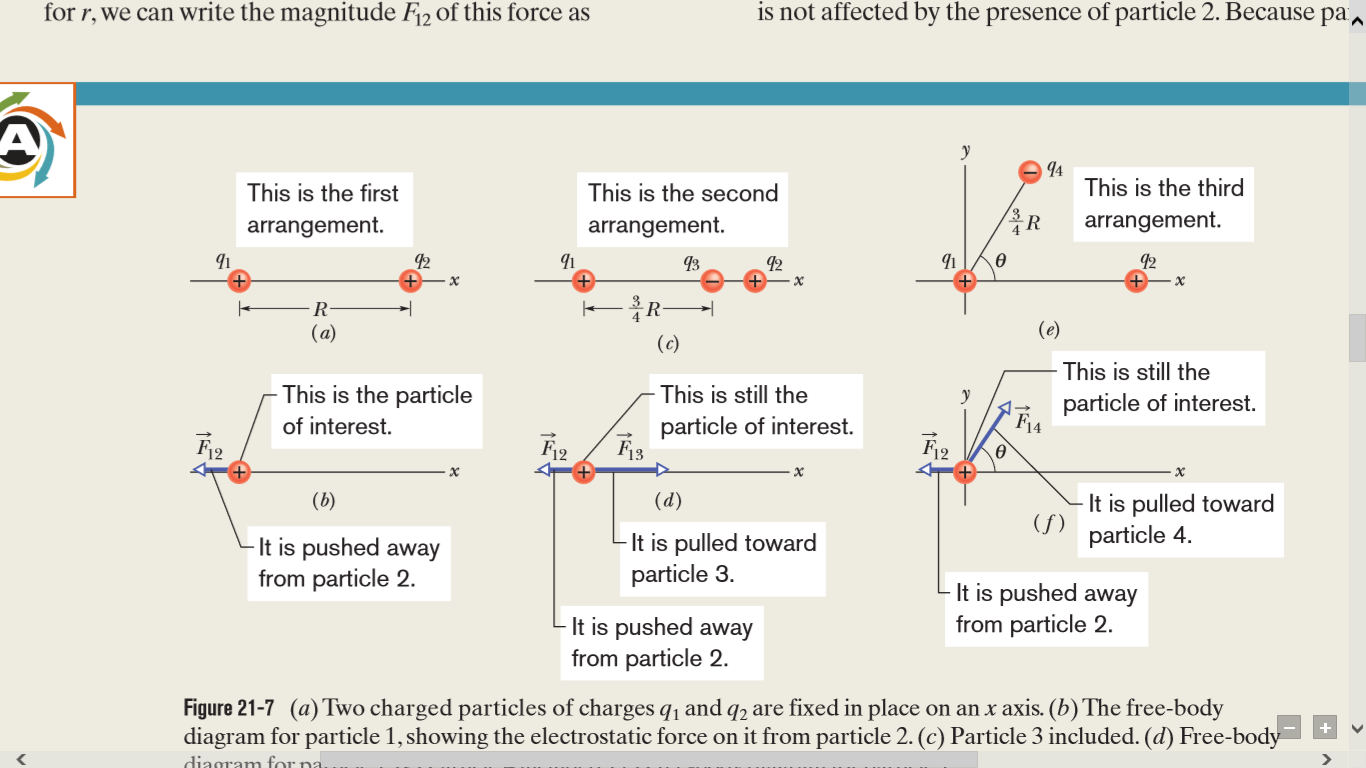 for r, we can write the magnitude F12 of this force as
is not affected by the presence of particle 2. Because
A
This is the first
arrangement.
q1
q2
x
R
(a)
This is the second
arrangement.
q1
q3
q2
x
3/4 R
(c)
y
q4
This is the third
arrangement.
3/4 R
q1
θ
q2
x
(e)
This is the particle
of interest.
F12
x
(b)
It is pushed away
from particle 2.
This is still the
particle of interest.
F12
F13
x
(d)
It is pulled toward
particle 3.
It is pushed away
from particle 2.
This is still the
particle of interest.
y
F14
F12
θ
x
(f)
It is pulled toward
particle 4.
It is pushed away
from particle 2.
Figure 21-7 (a) Two charged particles of charges q1 and q2 are fixed in place on an x axis. (b) The free-body
diagram for particle 1, showing the electrostatic force on it from particle 2. (c) Particle 3 included. (d) Free-body
diagram for